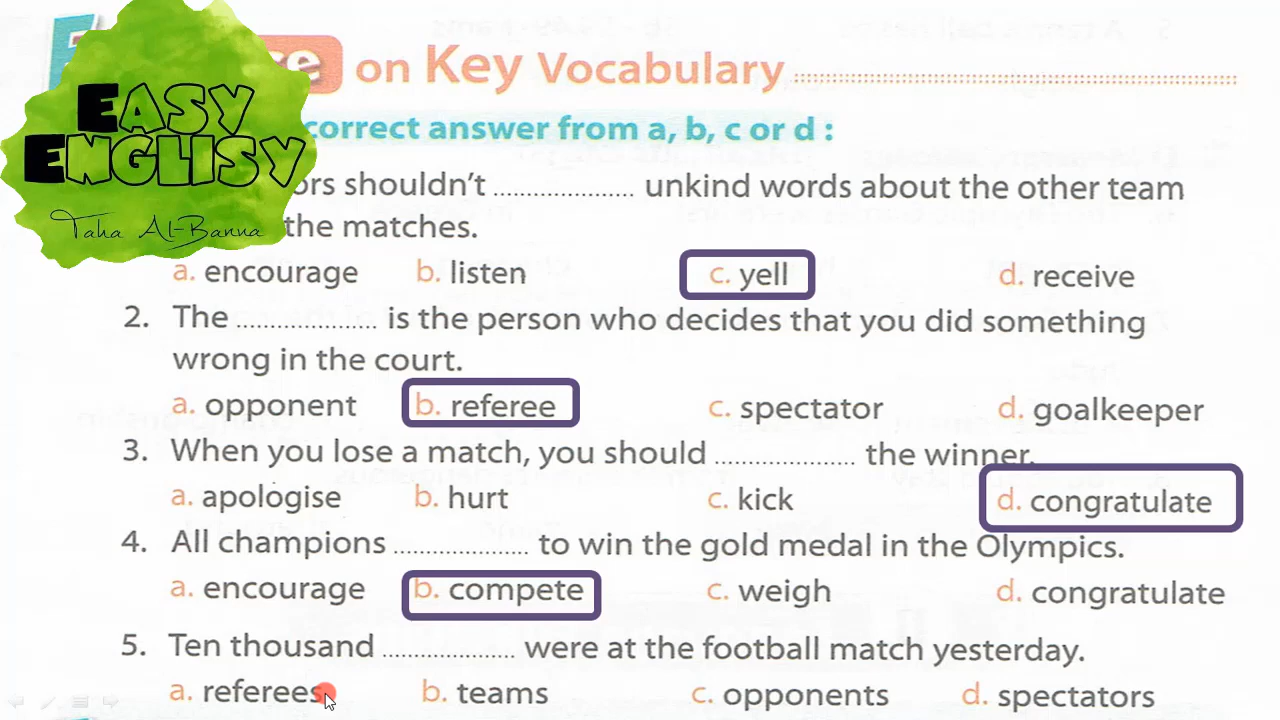 on Key Vocabulary
EASY
ENGLISY
Taha Al-Banna
correct answer from a, b, c or d :
ors shouldn't .................... unkind words about the other team
the matches.
a. encourage b. listen c. yell d. receive
2. The .................... is the person who decides that you did something
wrong in the court.
a. opponent b. referee c. spectator d. goalkeeper
3. When you lose a match, you should .................... the winner.
a. apologise b. hurt c. kick d. congratulate
4. All champions .................... to win the gold medal in the Olympics.
a. encourage b. compete c. weigh d. congratulate
5. Ten thousand .................... were at the football match yesterday.
a. referees b. teams c. opponents d. spectators